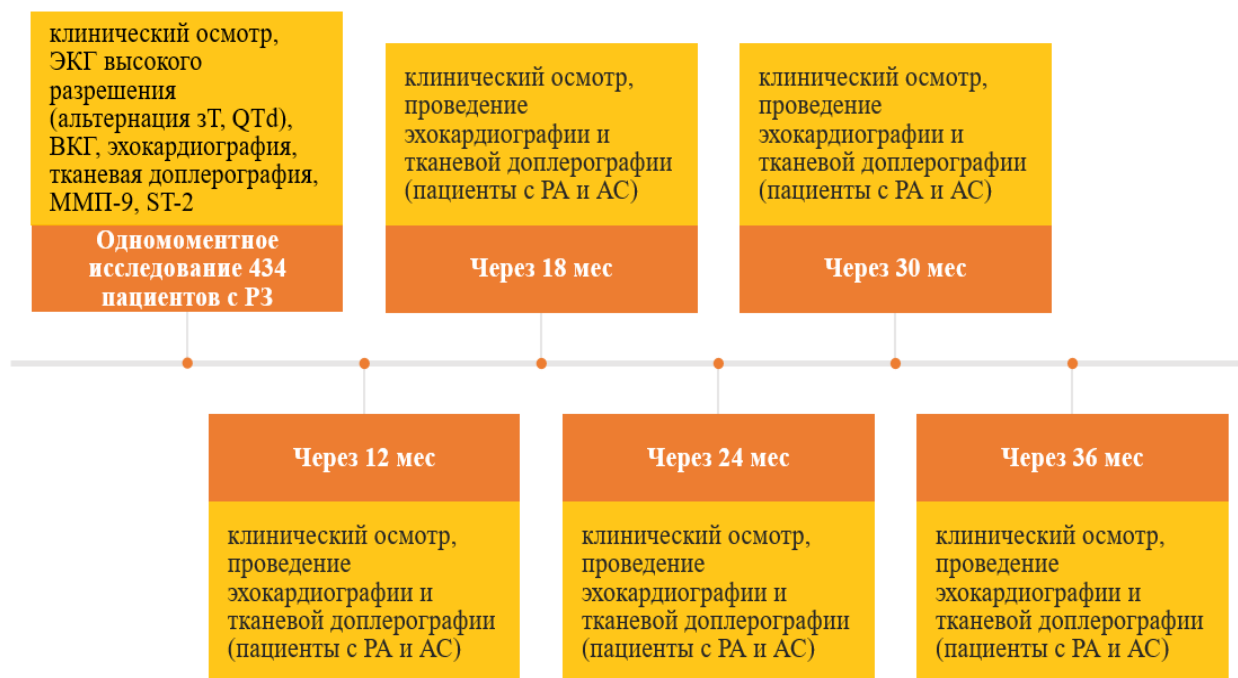 клинический осмотр,
ЭКГ высокого
разрешения
(альтернация зТ, QTd),
ВКГ, эхокардиография,
тканевая доплерография,
ММП-9, ST-2
Одномоментное
исследование 434
пациентов с РЗ
Через 12 мес
клинический осмотр,
проведение
эхокардиографии и
тканевой доплерографии
(пациенты с РА и АС)
клинический осмотр,
проведение
эхокардиографии и
тканевой доплерографии
(пациенты с РА и АС)
Через 18 мес
Через 24 мес
клинический осмотр,
проведение
эхокардиографии и
тканевой доплерографии
(пациенты с РА и АС)
клинический осмотр,
проведение
эхокардиографии и
тканевой доплерографии
(пациенты с РА и АС)
Через 30 мес
Через 36 мес
клинический осмотр,
проведение
эхокардиографии и
тканевой доплерографии
(пациенты с РА и АС)